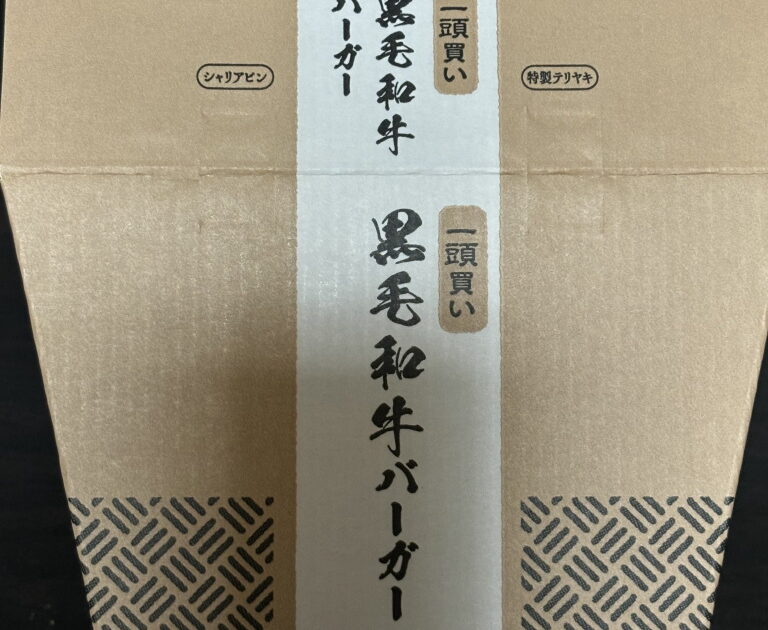 一頭買い
黒毛和牛
バーガー
シャリアピン
特製テリヤキ
一頭買い
黒毛和牛バーガー